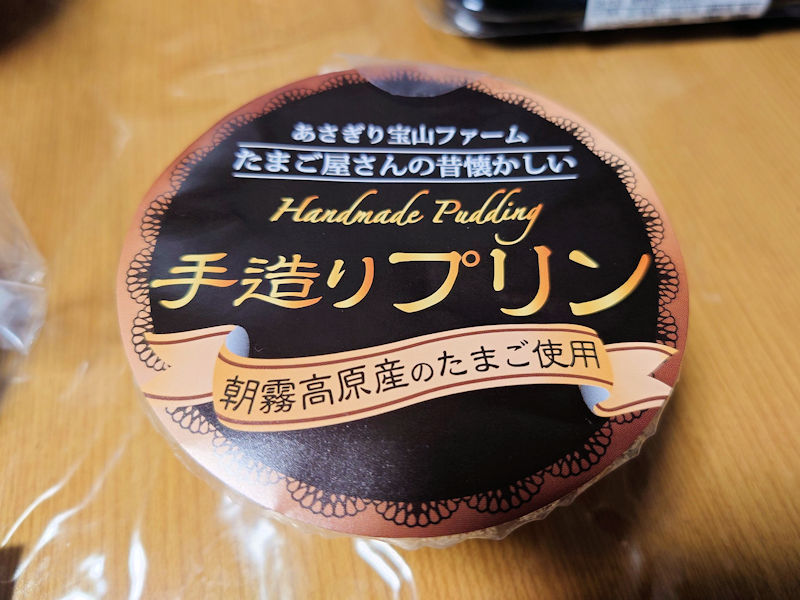 あさぎり宝山ファーム
たまご屋さんの昔懐かしい
Handmade Pudding
手造りプリン
朝霧高原産のたまご使用